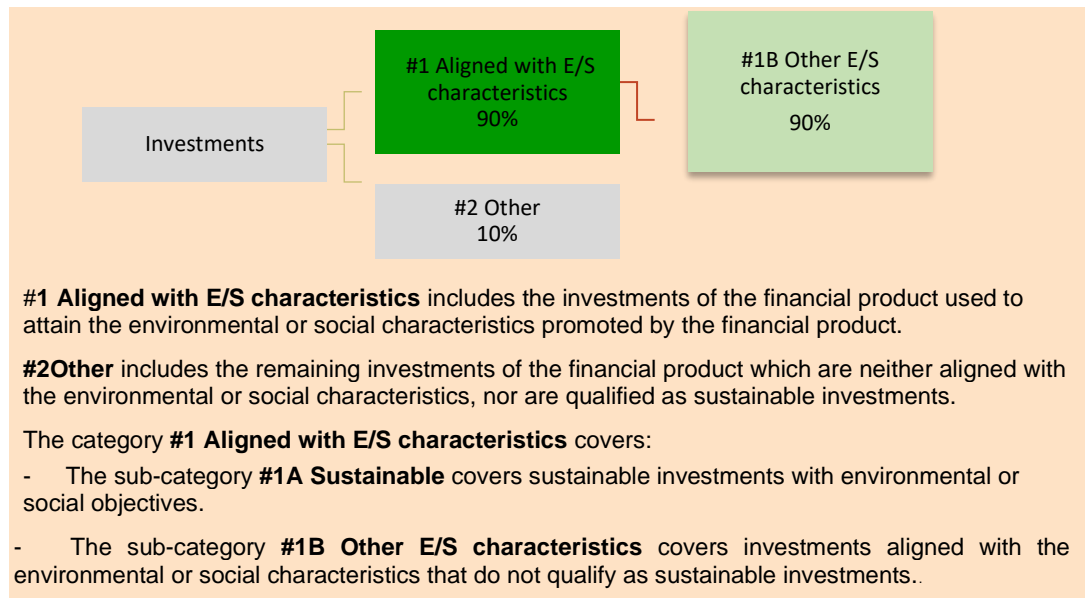 #1 Aligned with E/S
characteristics
90%
#1B Other E/S
characteristics
90%
Investments
#2 Other
10%
#1 Aligned with E/S characteristics includes the investments of the financial product used to
attain the environmental or social characteristics promoted by the financial product.
#2Other includes the remaining investments of the financial product which are neither aligned with
the environmental or social characteristics, nor are qualified as sustainable investments.
The category #1 Aligned with E/S characteristics covers:
- The sub-category #1A Sustainable covers sustainable investments with environmental or
social objectives.
- The sub-category #1B Other E/S characteristics covers investments aligned with the
environmental or social characteristics that do not qualify as sustainable investments..